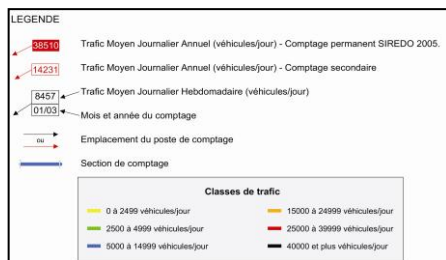 LEGENDE
38510 Trafic Moyen Journalier Annuel (véhicules/jour) - Comptage permanent SIREDO 2005.
14231 Trafic Moyen Journalier Annuel (véhicules/jour) - Comptage secondaire
8457 Trafic Moyen Journalier Hebdomadaire (véhicules/jour)
01/03 Mois et année du comptage
ou Emplacement du poste de comptage
Section de comptage
Classes de trafic
0 à 2499 véhicules/jour 15000 à 24999 véhicules/jour
2500 à 4999 véhicules/jour 25000 à 39999 véhicules/jour
5000 à 14999 véhicules/jour 40000 et plus véhicules/jour